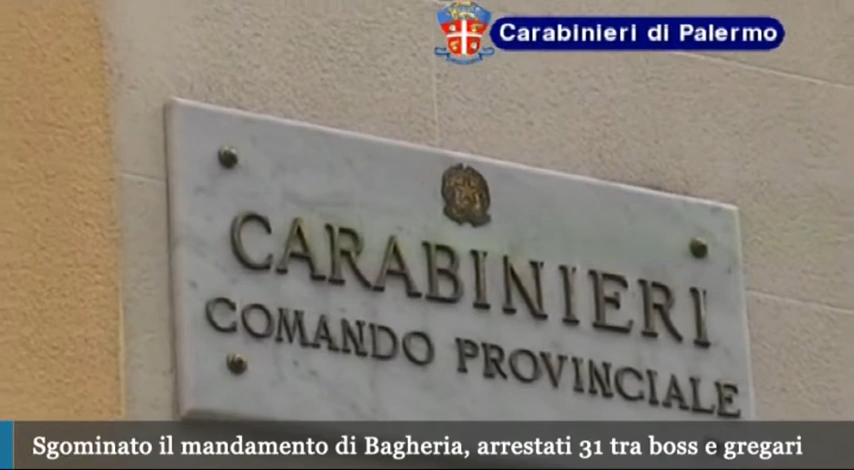 Carabinieri di Palermo
CARABINIERI
COMANDO PROVINCIALE
Sgominato il mandamento di Bagheria, arrestati 31 tra boss e gregari